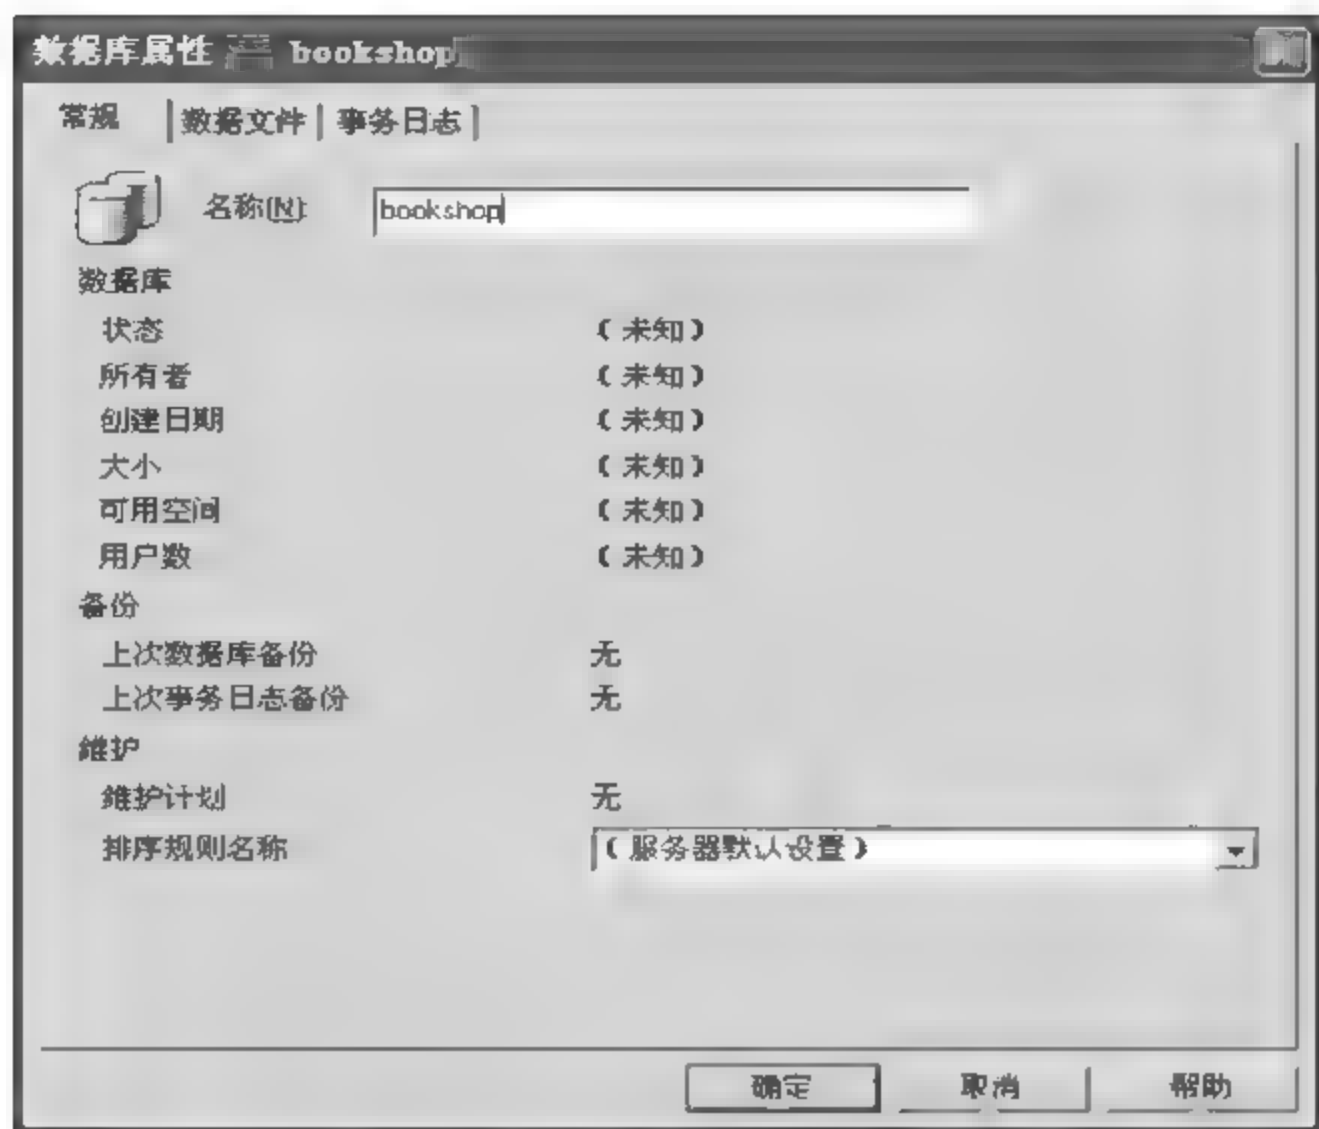 数据库属性 bookshop
常规 数据文件 事务日志
名称(N): bookshop
数据库
状态 (未知)
所有者 (未知)
创建日期 (未知)
大小 (未知)
可用空间 (未知)
用户数 (未知)
备份
上次数据库备份 无
上次事务日志备份 无
维护
维护计划 无
排序规则名称 (服务器默认设置)
确定 取消 帮助